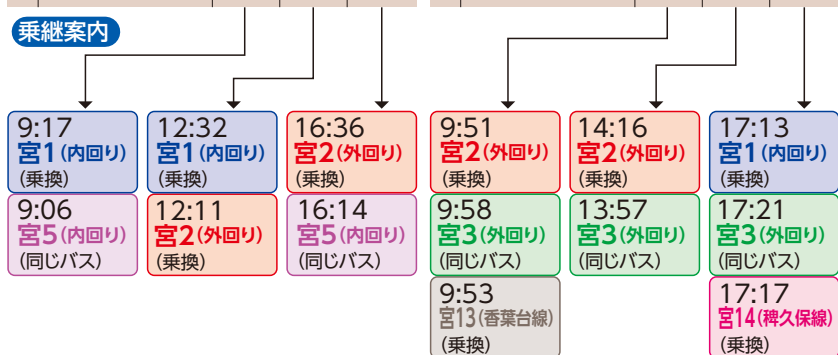 乗継案内
9:17
宮1(内回り)
(乗換)
9:06
宮5(内回り)
(同じバス)
12:32
宮1(内回り)
(乗換)
12:11
宮2(外回り)
(乗換)
16:36
宮2(外回り)
(乗換)
16:14
宮5(内回り)
(同じバス)
9:51
宮2(外回り)
(乗換)
9:58
宮3(外回り)
(同じバス)
9:53
宮13(香葉台線)
(乗換)
14:16
宮2(外回り)
(乗換)
13:57
宮3(外回り)
(同じバス)
17:13
宮1(内回り)
(乗換)
17:21
宮3(外回り)
(同じバス)
17:17
宮14(稗久保線)
(乗換)